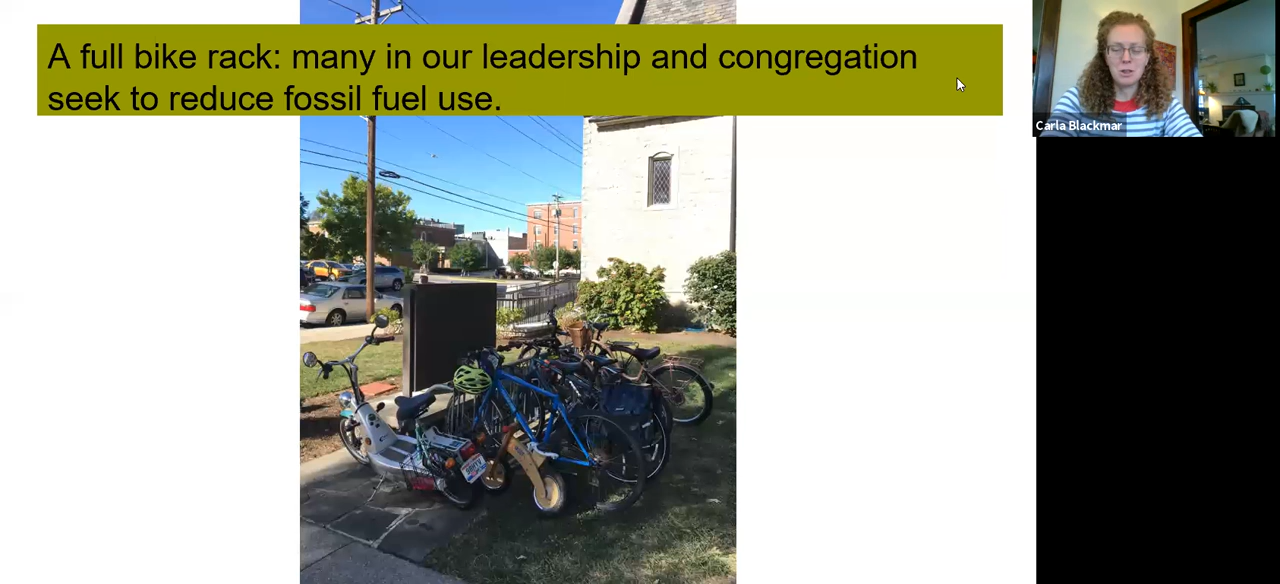 A full bike rack: many in our leadership and congregation
seek to reduce fossil fuel use.
Carla Blackmar